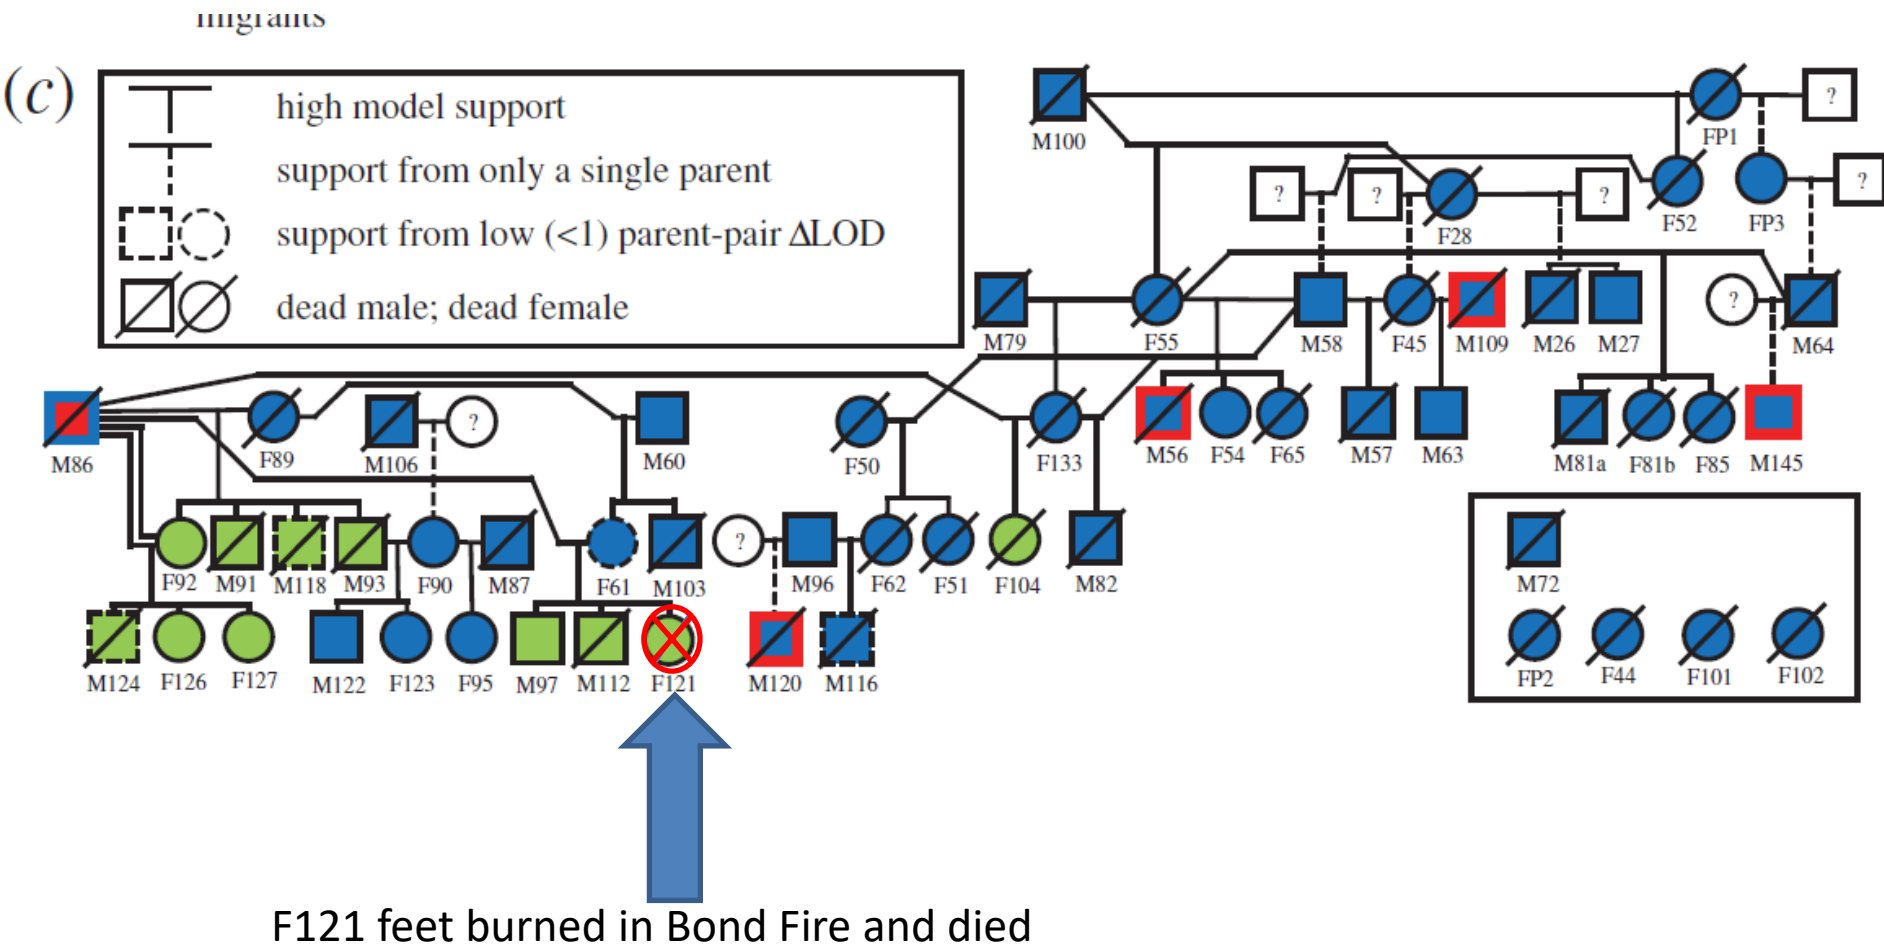 migrants
(c)
high model support
support from only a single parent
support from low (<1) parent-pair ΔLOD
dead male; dead female
M100
FP1
?
?
?
F28
?
F52
FP3
?
M79
F55
M58
F45
M109
M26
M27
?
M64
M86
F89
M106
?
M60
F50
F133
M56
F54
F65
M57
M63
M81a
F81b
F85
M145
F92
M91
M118
M93
F90
M87
F61
M103
?
M96
F62
F51
F104
M82
M124
F126
F127
M122
F123
F95
M97
M112
F121
M120
M116
M72
FP2
F44
F101
F102
F121 feet burned in Bond Fire and died